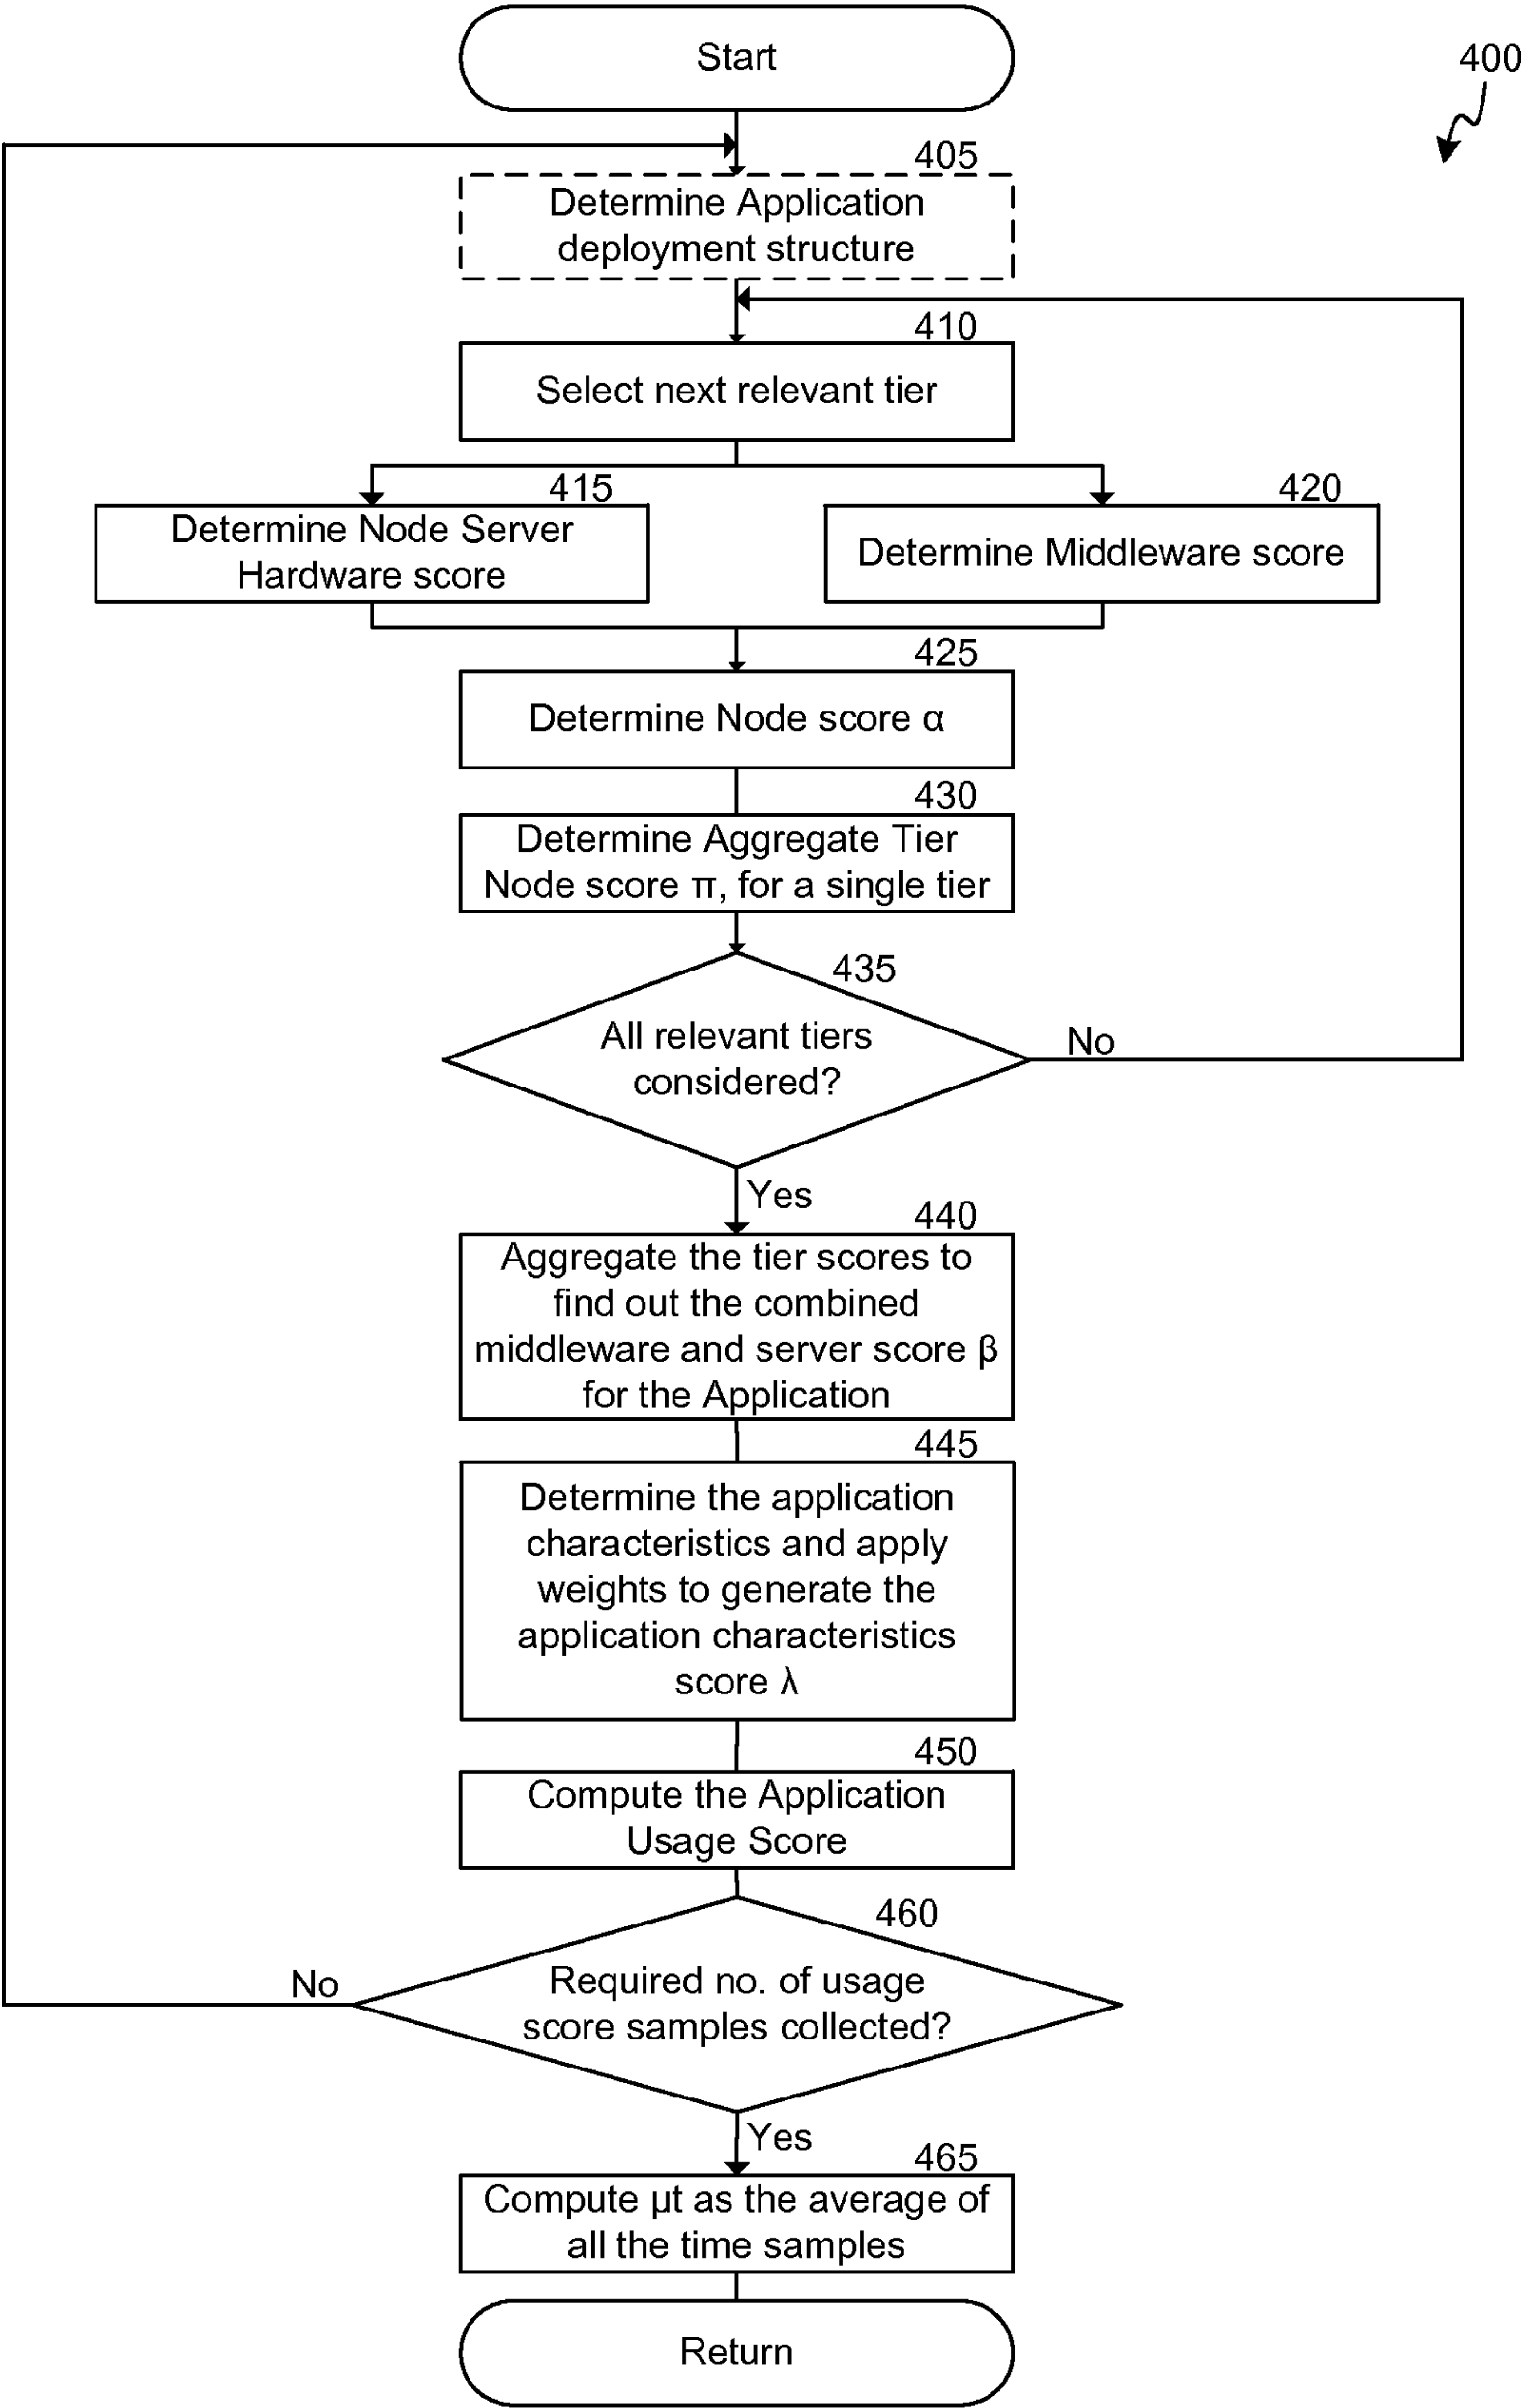 Start
400
405
Determine Application
deployment structure
410
Select next relevant tier
415
Determine Node Server
Hardware score
420
Determine Middleware score
425
Determine Node score α
430
Determine Aggregate Tier
Node score π, for a single tier
435
All relevant tiers
considered?
No
Yes
440
Aggregate the tier scores to
find out the combined
middleware and server score β
for the Application
445
Determine the application
characteristics and apply
weights to generate the
application characteristics
score λ
450
Compute the Application
Usage Score
460
Required no. of usage
score samples collected?
No
Yes
465
Compute μt as the average of
all the time samples
Return